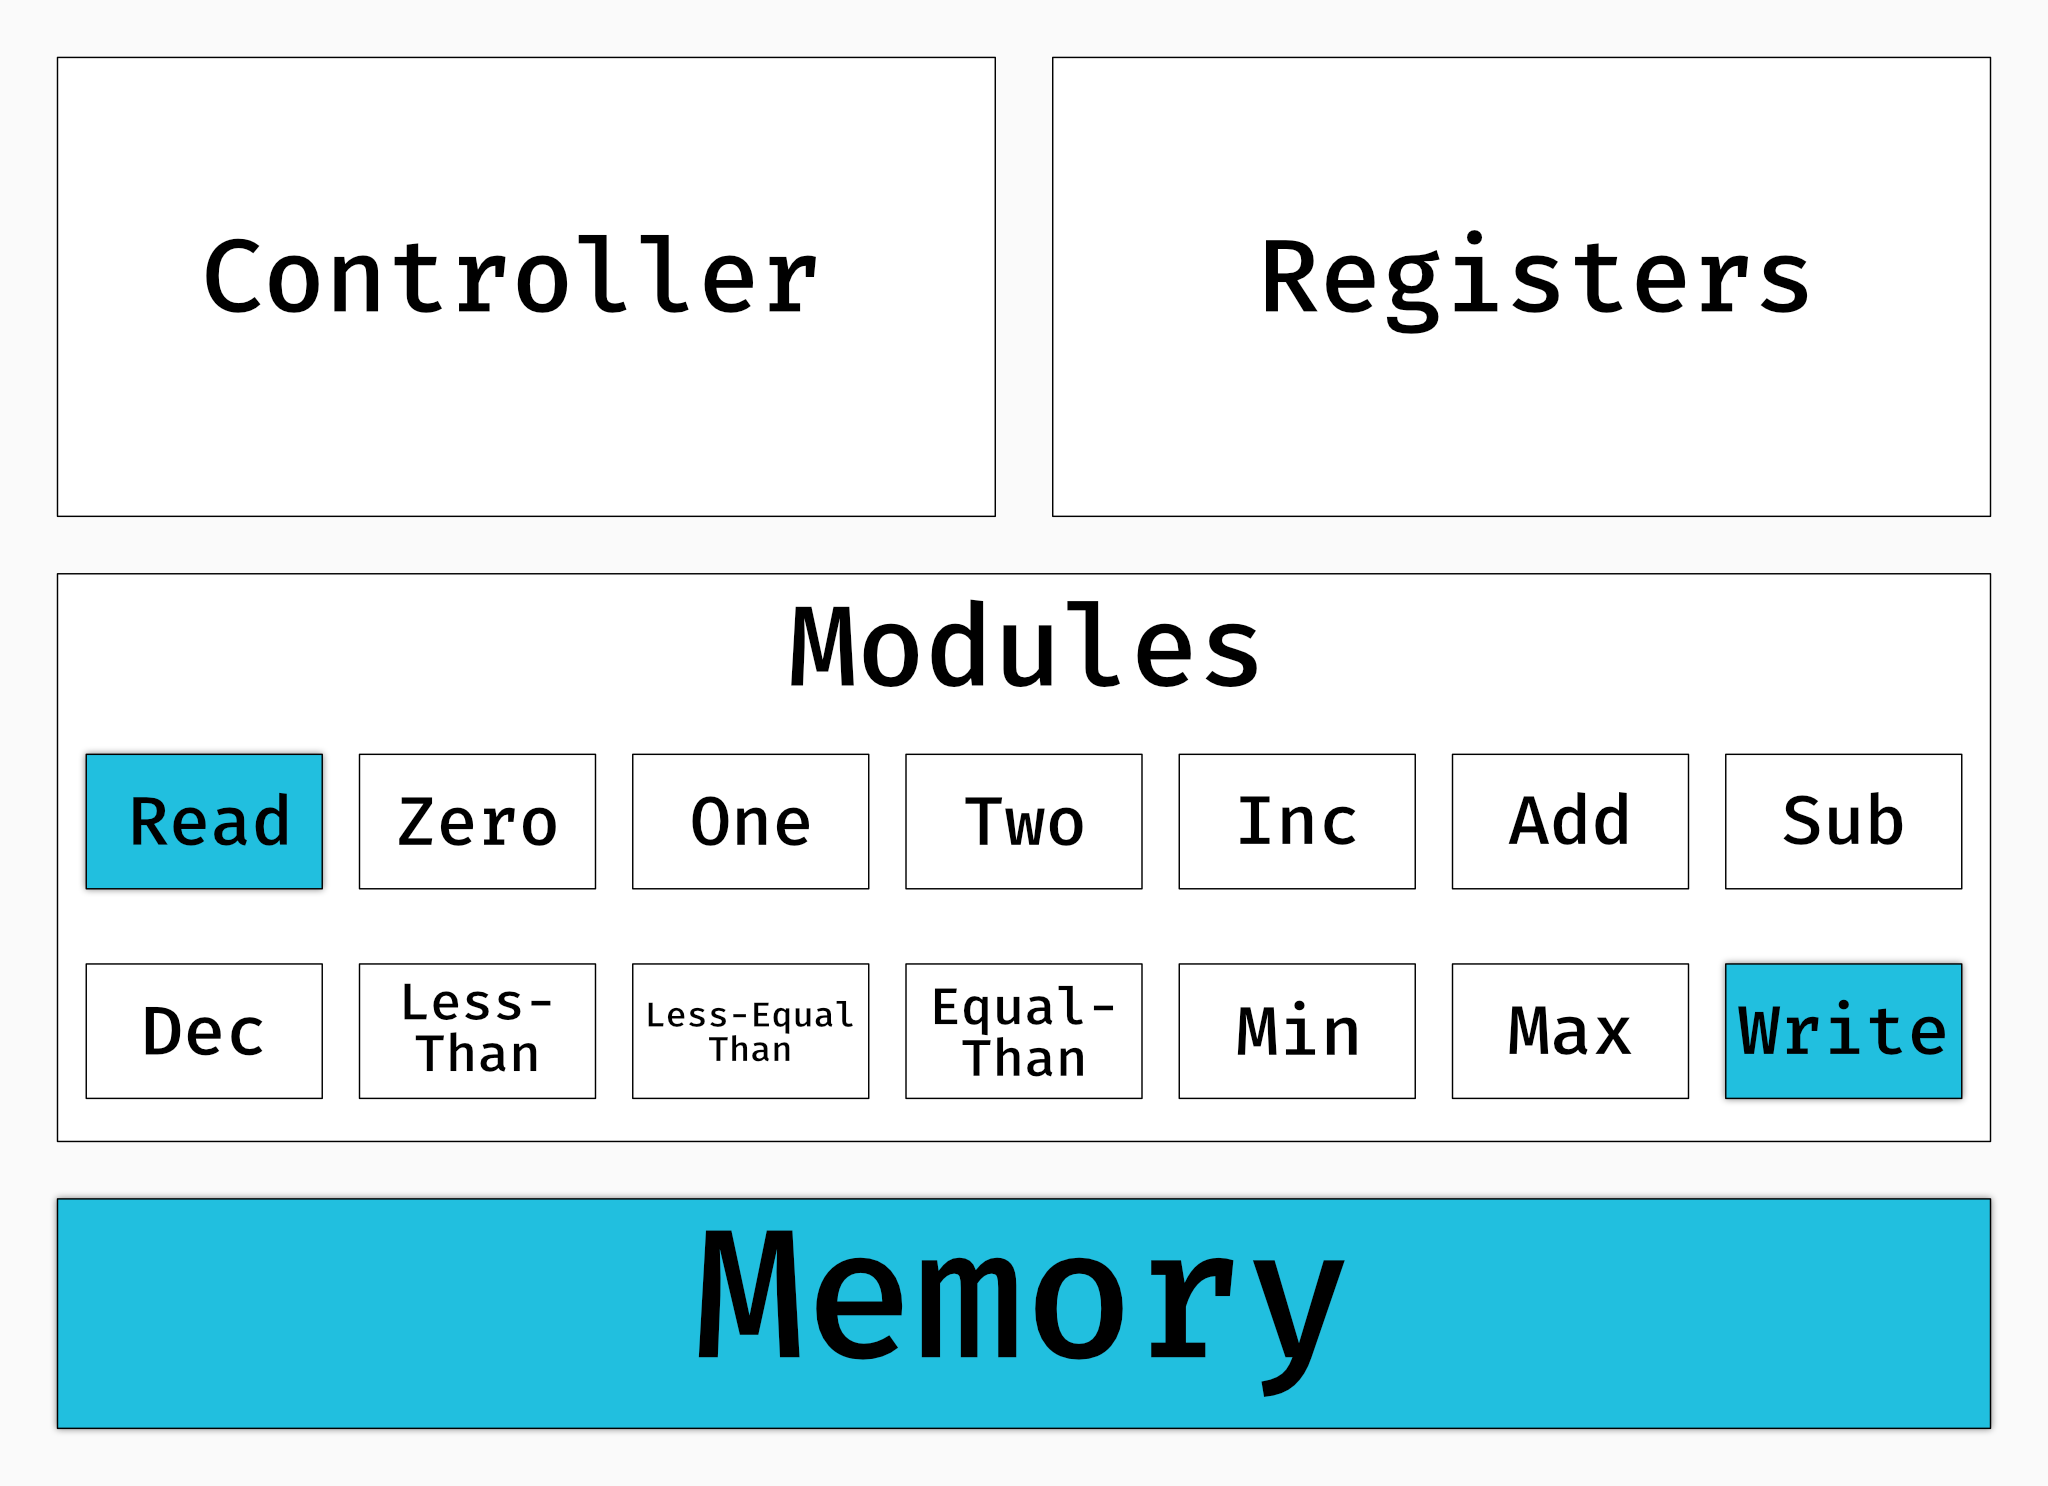 Controller
Registers
Modules
Read
Zero
One
Two
Inc
Add
Sub
Dec
Less-
Than
Less-Equal
Than
Equal-
Than
Min
Max
Write
Memory